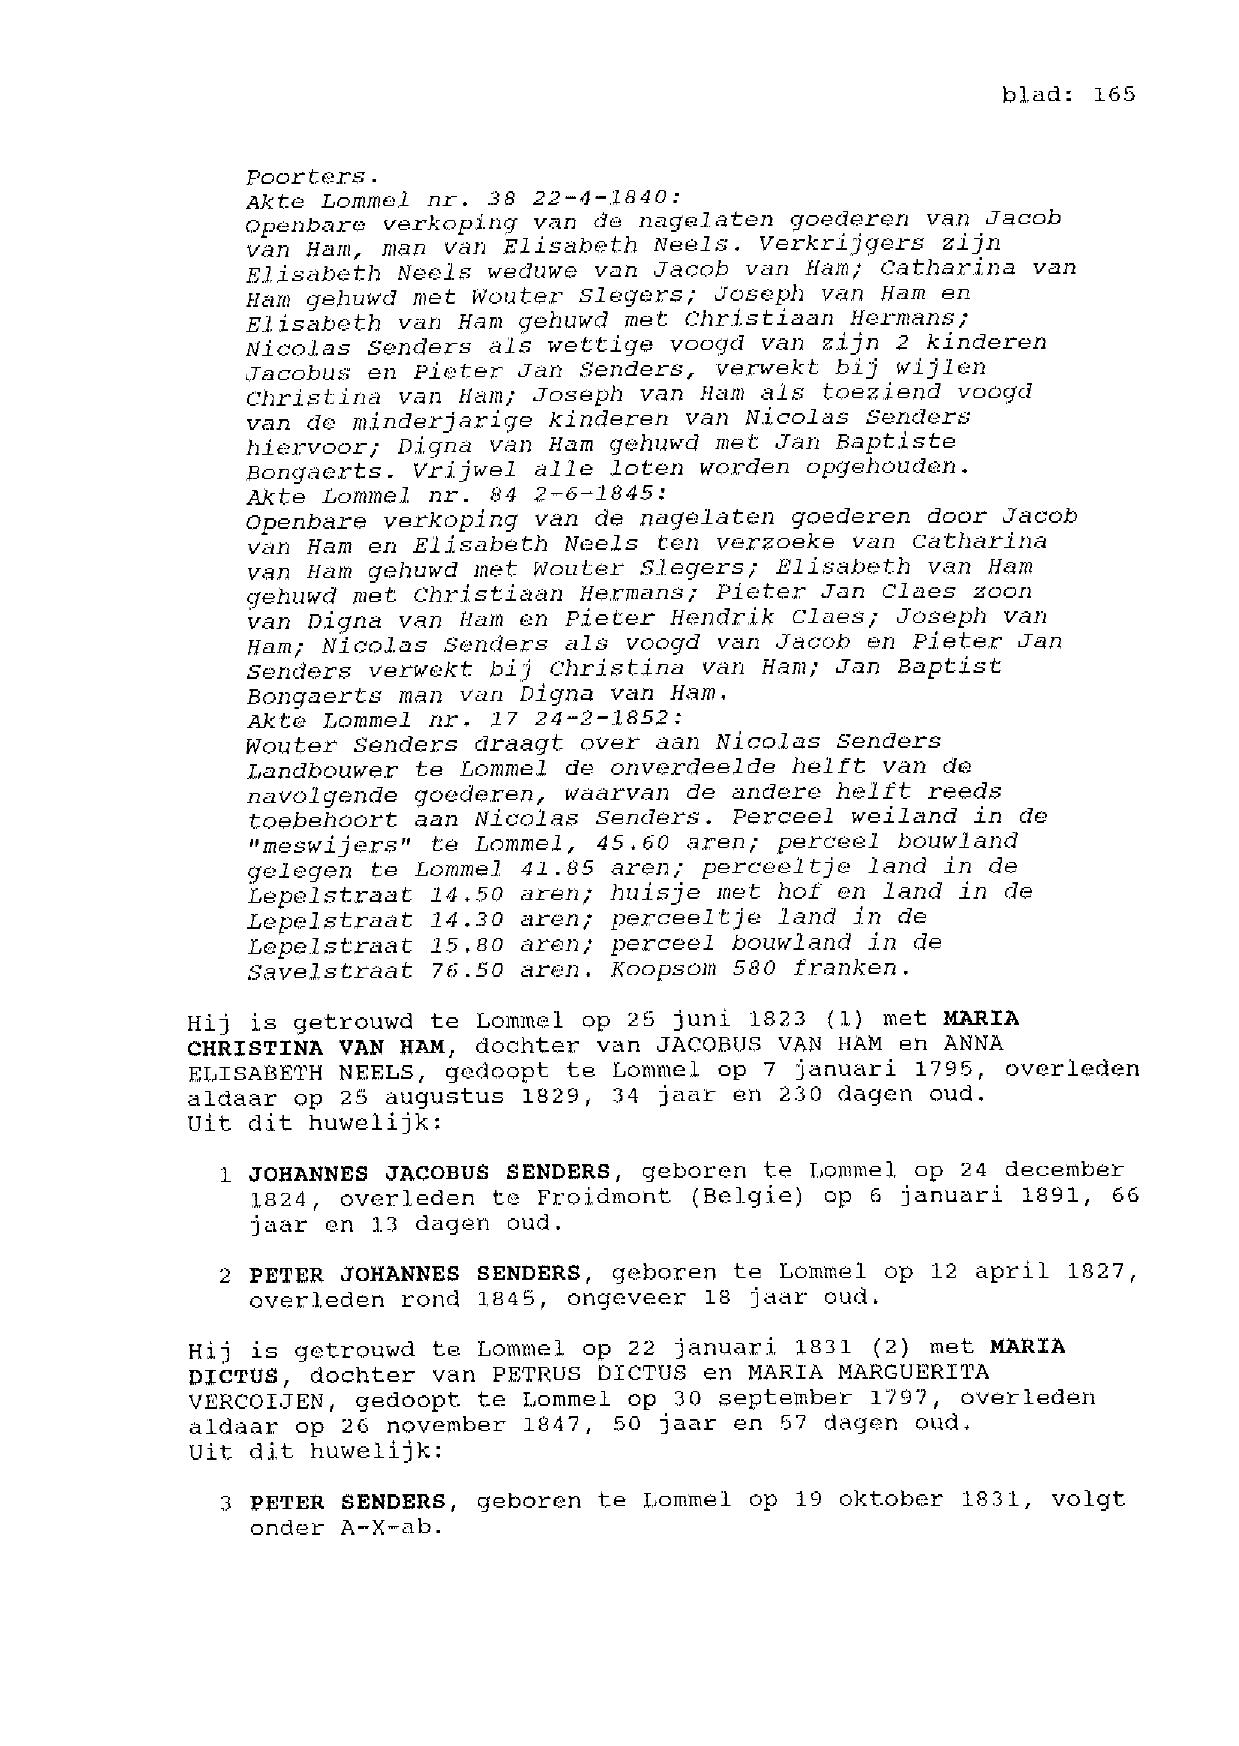 blad: 165
Poorters.
Akte Lommel nr. 38 22-4-1840:
Openbare verkoping van de nagelaten goederen van Jacob
van Ham, man van Elisabeth Neels. Verkrijgers zijn
Elisabeth Neels weduwe van Jacob van Ham; Catharina van
Ham gehuwd met Wouter Slegers; Joseph van Ham en
Elisabeth van Ham gehuwd met Christiaan Hermans;
Nicolas Senders als wettige voogd van zijn 2 kinderen
Jacobus en Pieter Jan Senders, verwekt bij wijlen
Christina van Ham; Joseph van Ham als toeziend voogd
van de minderjarige kinderen van Nicolas Senders
hiervoor; Digna van Ham gehuwd met Jan Baptiste
Bongaerts. Vrijwel alle loten worden opgehouden.
Akte Lommel nr. 84 2-6-1845:
Openbare verkoping van de nagelaten goederen door Jacob
van Ham en Elisabeth Neels ten verzoeke van Catharina
van Ham gehuwd met Wouter Slegers; Elisabeth van Ham
gehuwd met Christiaan Hermans; Pieter Jan Claes zoon
van Digna van Ham en Pieter Hendrik Claes; Joseph van
Ham; Nicolas Senders als voogd van Jacob en Pieter Jan
Senders verwekt bij Christina van Ham; Jan Baptist
Bongaerts man van Digna van Ham.
Akte Lommel nr. 17 24-2-1852:
Wouter Senders draagt over aan Nicolas Senders
Landbouwer te Lommel de onverdeelde helft van de
navolgende goederen, waarvan de andere helft reeds
toebehoort aan Nicolas Senders. Perceel weiland in de
"meswijers" te Lommel, 45.60 aren; perceel bouwland
gelegen te Lommel 41.85 aren; perceeltje land in de
Lepelstraat 14.50 aren; huisje met hof en land in de
Lepelstraat 14.30 aren; perceeltje land in de
Lepelstraat 15.80 aren; perceel bouwland in de
Savelstraat 76.50 aren. Koopsom 580 franken.
Hij is getrouwd te Lommel op 25 juni 1823 (1) met MARIA
CHRISTINA VAN HAM, dochter van JACOBUS VAN HAM en ANNA
ELISABETH NEELS, gedoopt te Lommel op 7 januari 1795, overleden
aldaar op 25 augustus 1829, 34 jaar en 230 dagen oud.
Uit dit huwelijk:
1 JOHANNES JACOBUS SENDERS, geboren te Lommel op 24 december
1824, overleden te Froidmont (Belgie) op 6 januari 1891, 66
jaar en 13 dagen oud.
2 PETER JOHANNES SENDERS, geboren te Lommel op 12 april 1827,
overleden rond 1845, ongeveer 18 jaar oud.
Hij is getrouwd te Lommel op 22 januari 1831 (2) met MARIA
DICTUS, dochter van PETRUS DICTUS en MARIA MARGUERITA
VERCOIJEN, gedoopt te Lommel op 30 september 1797, overleden
aldaar op 26 november 1847, 50 jaar en 57 dagen oud.
Uit dit huwelijk:
3 PETER SENDERS, geboren te Lommel op 19 oktober 1831, volgt
onder A-X-ab.